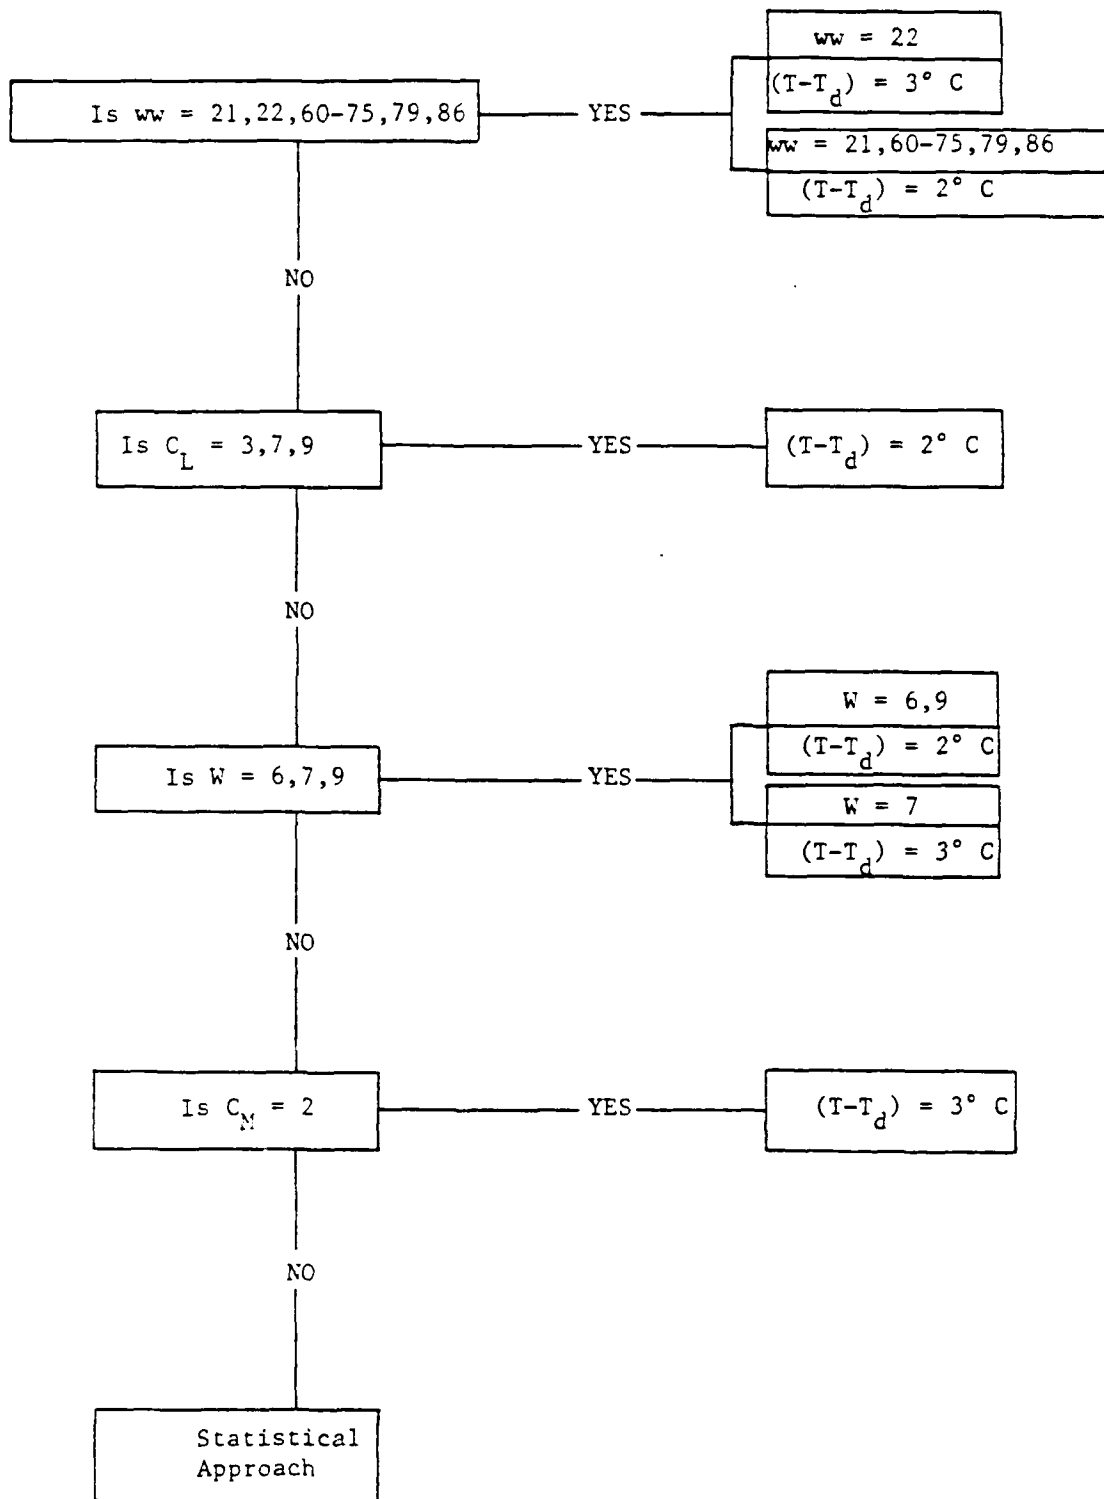 ww = 22
(T-Td) = 3° C
Is ww = 21,22,60-75,79,86
YES
ww = 21,60-75,79,86
(T-Td) = 2° C
NO
Is CL = 3,7,9
YES
(T-Td) = 2° C
NO
W = 6,9
(T-Td) = 2° C
Is W = 6,7,9
YES
W = 7
(T-Td) = 3° C
NO
Is CM = 2
YES
(T-Td) = 3° C
NO
Statistical
Approach